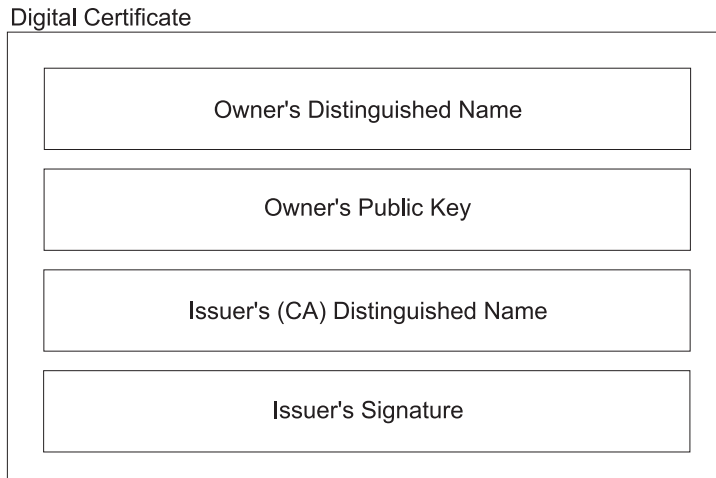 Digital Certificate
Owner's Distinguished Name
Owner's Public Key
Issuer's (CA) Distinguished Name
Issuer's Signature